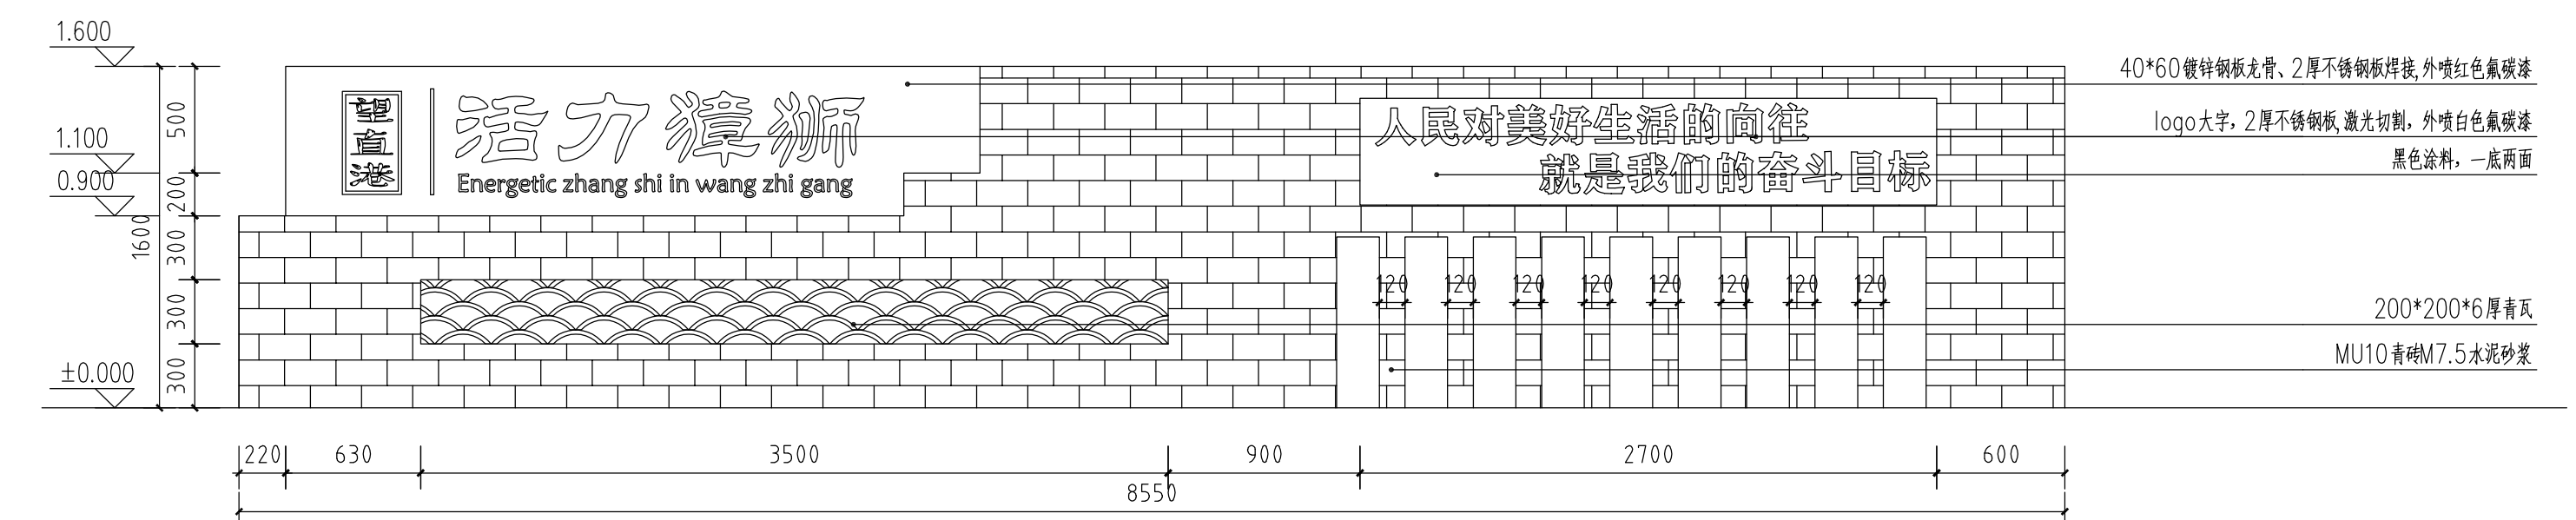 1.600
40*60镀锌钢板龙骨、2厚不锈钢板焊接,外喷红色氟碳漆
望直港
活力獐狮
Energetic zhang shi in wang zhi gang
人民对美好生活的向往
就是我们的奋斗目标
500
logo大字，2厚不锈钢板,激光切割，外喷白色氟碳漆
1.100
黑色涂料，一底两面
0.900
200
1600
300
120 120 120 120 120 120 120 120
300
200*200*6厚青瓦
MU10青砖M7.5水泥砂浆
±0.000
300
220 630 3500 900 2700 600
8550